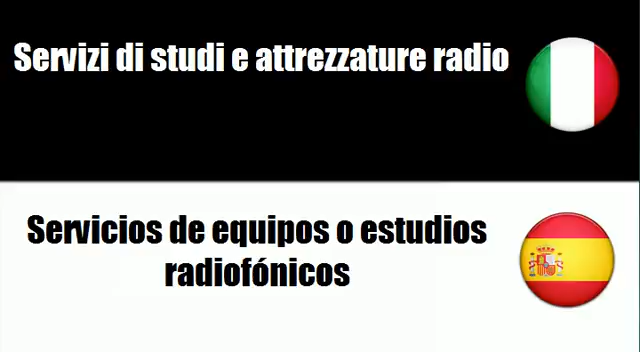 Servizi di studi e attrezzature radio
Servicios de equipos o estudios
radiofónicos